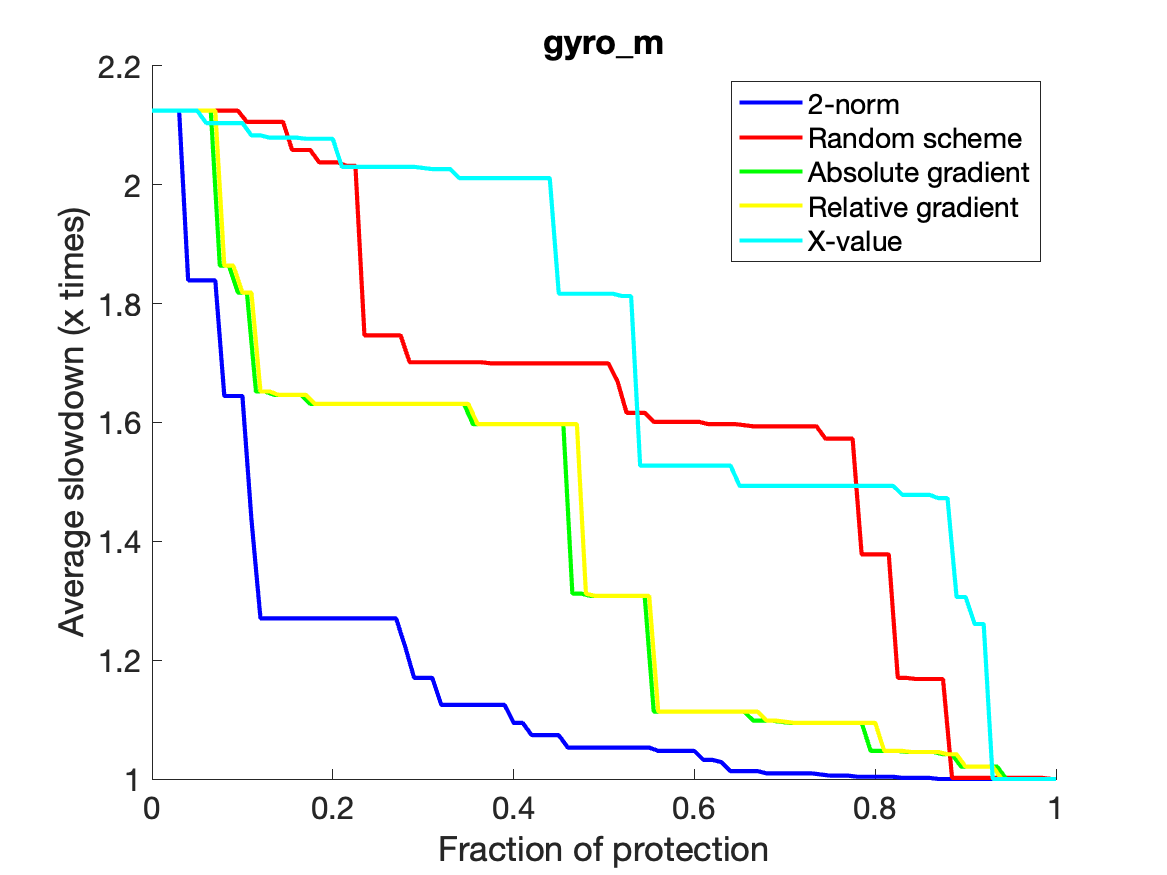 gyro_m
2.2
2
1.8
1.6
1.4
1.2
1
Average slowdown (x times)
2-norm
Random scheme
Absolute gradient
Relative gradient
X-value
0
0.2
0.4
0.6
0.8
1
Fraction of protection